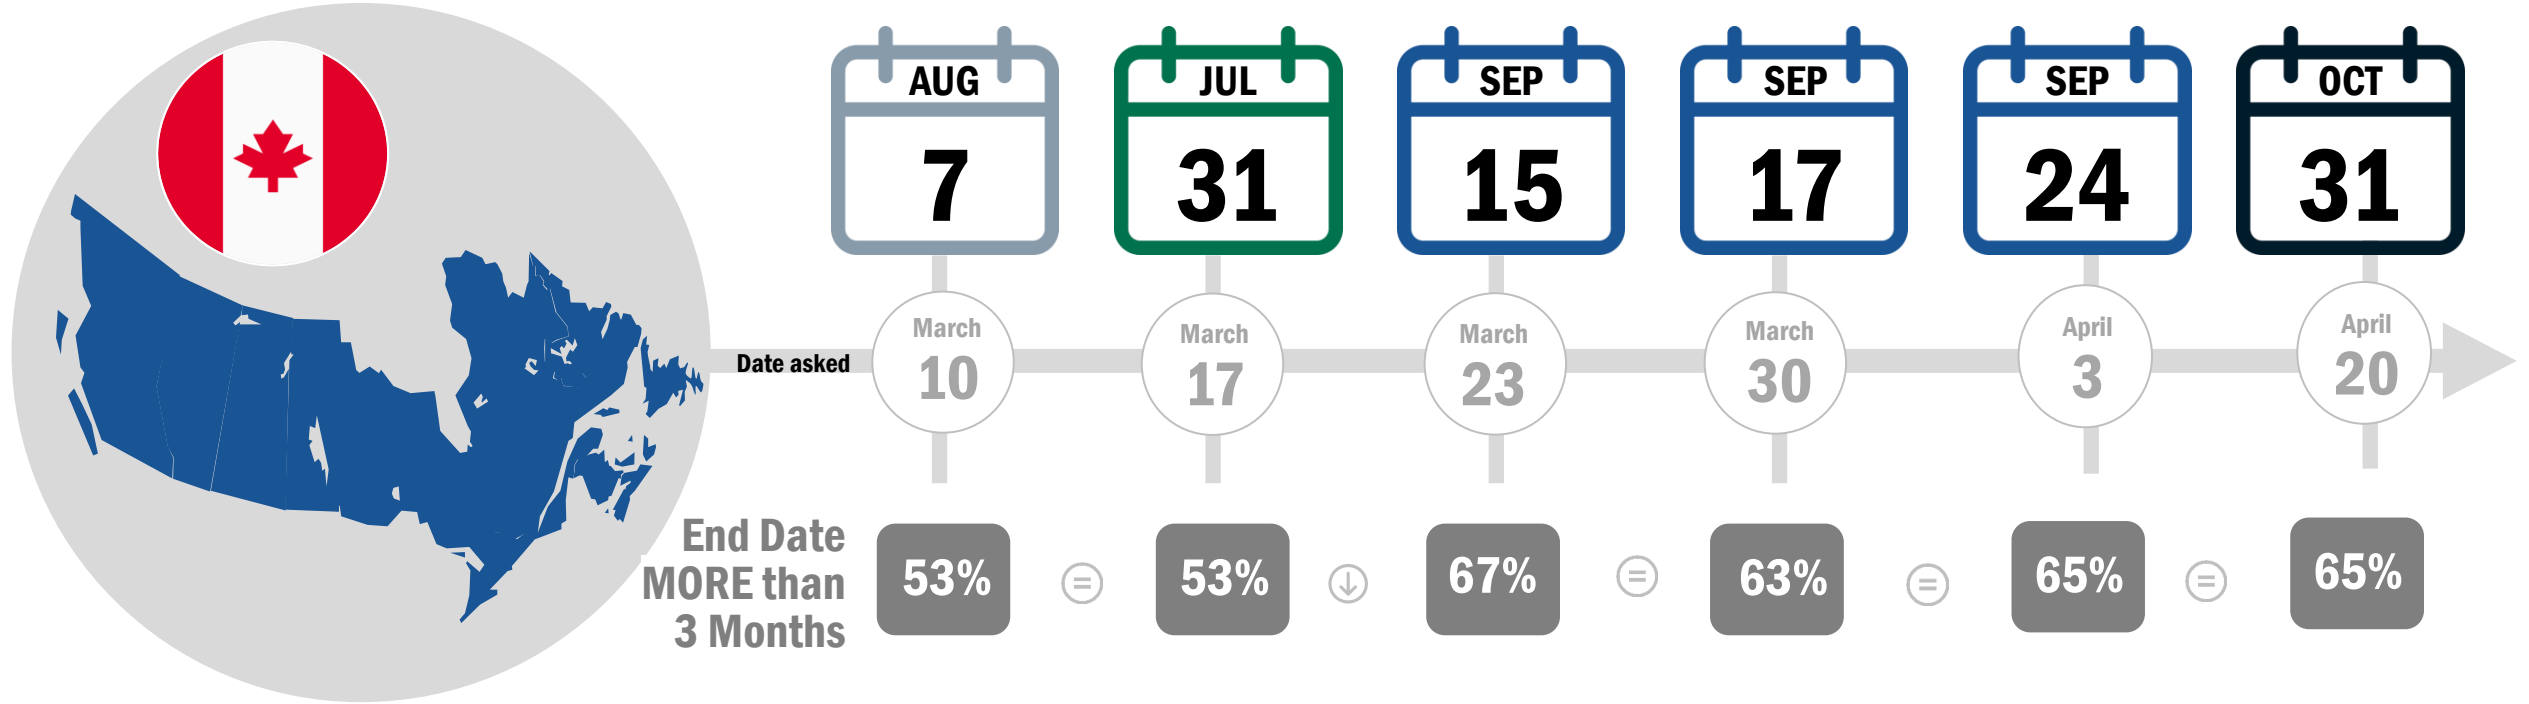 AUG
7
JUL
31
SEP
15
SEP
17
SEP
24
OCT
31
Date asked
March
10
March
17
March
23
March
30
April
3
April
20
End Date
MORE than
3 Months
53%
=
53%
↓
67%
=
63%
=
65%
=
65%